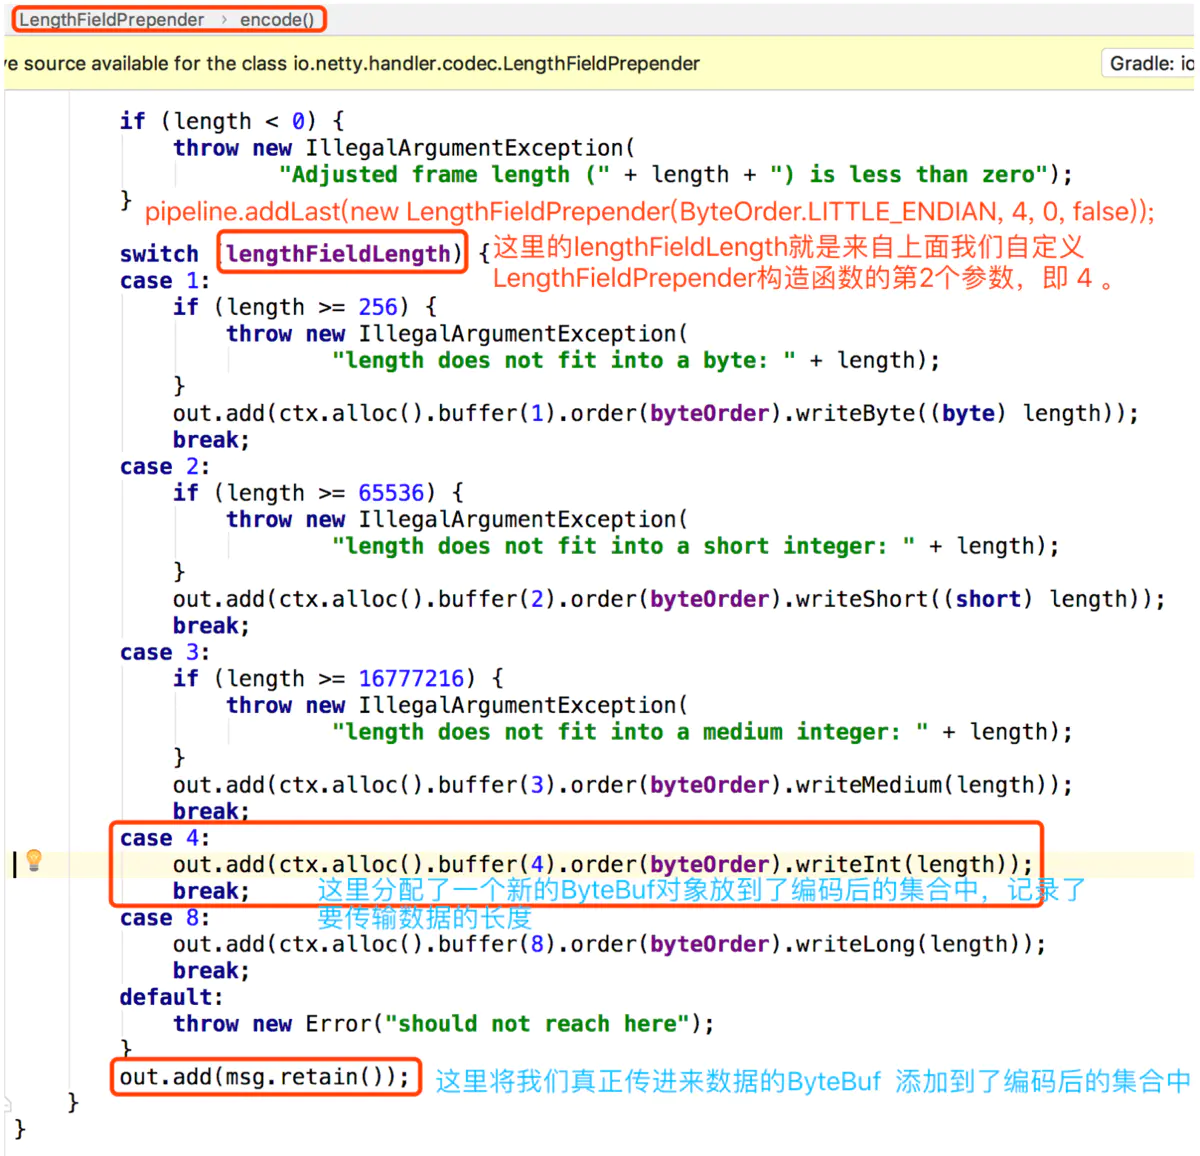 LengthFieldPrepender › encode()
e source available for the class io.netty.handler.codec.LengthFieldPrepender
Gradle: io
if (length < 0) {
throw new IllegalArgumentException(
"Adjusted frame length (" + length + ") is less than zero");
}
pipeline.addLast(new LengthFieldPrepender(ByteOrder.LITTLE_ENDIAN, 4, 0, false));
switch (lengthFieldLength) {
这里的lengthFieldLength就是来自上面我们自定义
LengthFieldPrepender构造函数的第2个参数，即 4 。
case 1:
if (length >= 256) {
throw new IllegalArgumentException(
"length does not fit into a byte: " + length);
}
out.add(ctx.alloc().buffer(1).order(byteOrder).writeByte((byte) length));
break;
case 2:
if (length >= 65536) {
throw new IllegalArgumentException(
"length does not fit into a short integer: " + length);
}
out.add(ctx.alloc().buffer(2).order(byteOrder).writeShort((short) length));
break;
case 3:
if (length >= 16777216) {
throw new IllegalArgumentException(
"length does not fit into a medium integer: " + length);
}
out.add(ctx.alloc().buffer(3).order(byteOrder).writeMedium(length));
break;
case 4:
out.add(ctx.alloc().buffer(4).order(byteOrder).writeInt(length));
break;
这里分配了一个新的ByteBuf对象放到了编码后的集合中，记录了
要传输数据的长度
case 8:
out.add(ctx.alloc().buffer(8).order(byteOrder).writeLong(length));
break;
default:
throw new Error("should not reach here");
}
out.add(msg.retain());
这里将我们真正传进来数据的ByteBuf 添加到了编码后的集合中
}
}